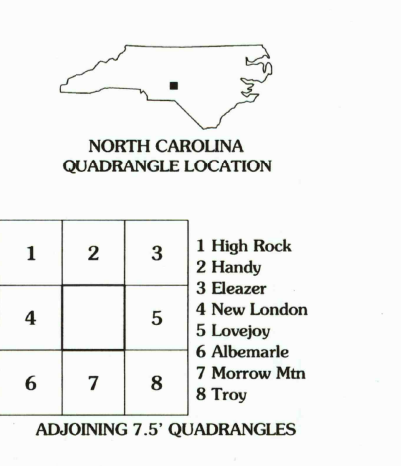 NORTH CAROLINA
QUADRANGLE LOCATION
1 2 3
4 5
6 7 8
1 High Rock
2 Handy
3 Eleazer
4 New London
5 Lovejoy
6 Albemarle
7 Morrow Mtn
8 Troy
ADJOINING 7.5' QUADRANGLES